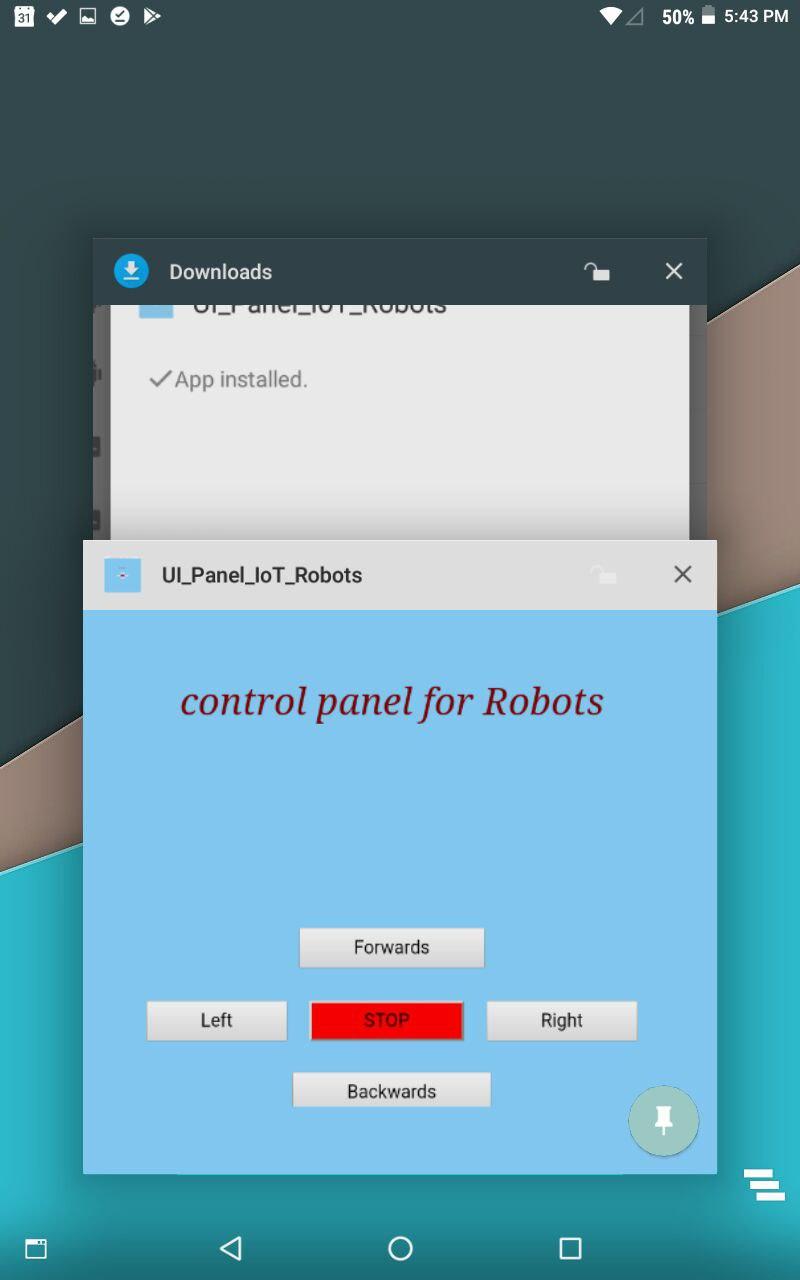 31
50%
5:43 PM
Downloads
UI_Panel_IoT_Robots
App installed.
UI_Panel_IoT_Robots
control panel for Robots
Forwards
Left
STOP
Right
Backwards